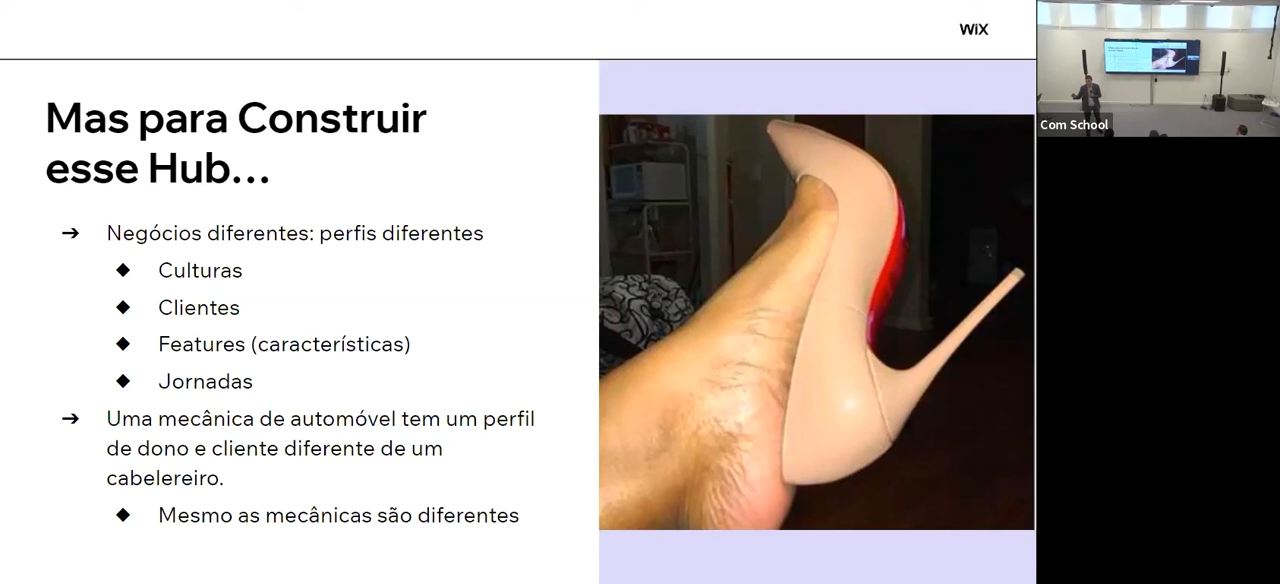 WiX
Mas para Construir
esse Hub...
➔ Negócios diferentes: perfis diferentes
◆ Culturas
◆ Clientes
◆ Features (características)
◆ Jornadas
➔ Uma mecânica de automóvel tem um perfil
de dono e cliente diferente de um
cabelereiro.
◆ Mesmo as mecânicas são diferentes
Com School